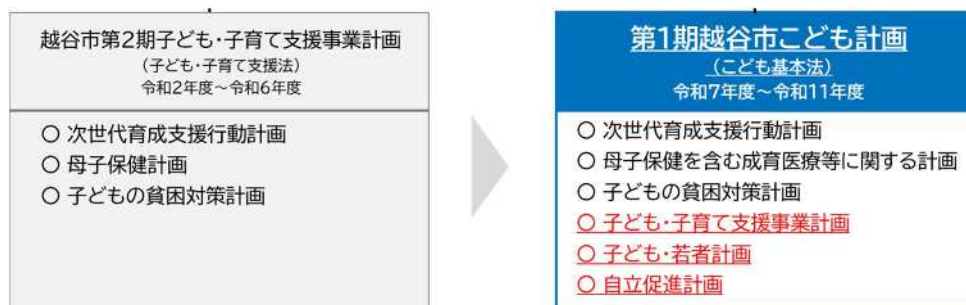 越谷市第2期子ども・子育て支援事業計画
（子ども・子育て支援法）
令和2年度～令和6年度
○ 次世代育成支援行動計画
○ 母子保健計画
○ 子どもの貧困対策計画
第1期越谷市こども計画
（こども基本法）
令和7年度～令和11年度
○ 次世代育成支援行動計画
○ 母子保健を含む成育医療等に関する計画
○ 子どもの貧困対策計画
○ 子ども・子育て支援事業計画
○ 子ども・若者計画
○ 自立促進計画